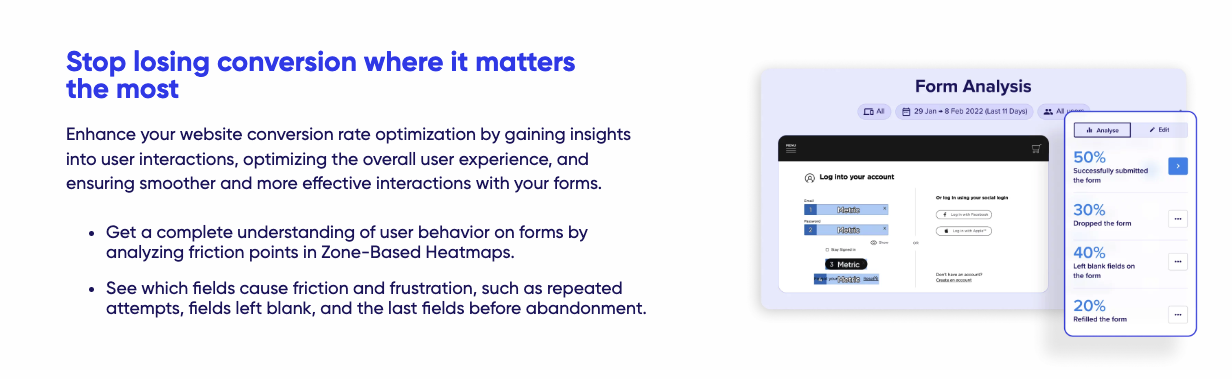 Stop losing conversion where it matters
the most
Enhance your website conversion rate optimization by gaining insights
into user interactions, optimizing the overall user experience, and
ensuring smoother and more effective interactions with your forms.
• Get a complete understanding of user behavior on forms by
analyzing friction points in Zone-Based Heatmaps.
• See which fields cause friction and frustration, such as repeated
attempts, fields left blank, and the last fields before abandonment.
Form Analysis
All
29 Jan → 8 Feb 2022 (Last 11 Days)
All users
MENU
Log into your account
Email
1 Metric
Password
2 Metric
Show
Stay Signed in
3 Metric
4 Metric
Or log in using your social login
Log in with Facebook
Log in with Apple
OR
Don't have an account?
Create an account
Analyse
Edit
50%
Successfully submitted
the form
30%
Dropped the form
40%
Left blank fields on
the form
20%
Refilled the form